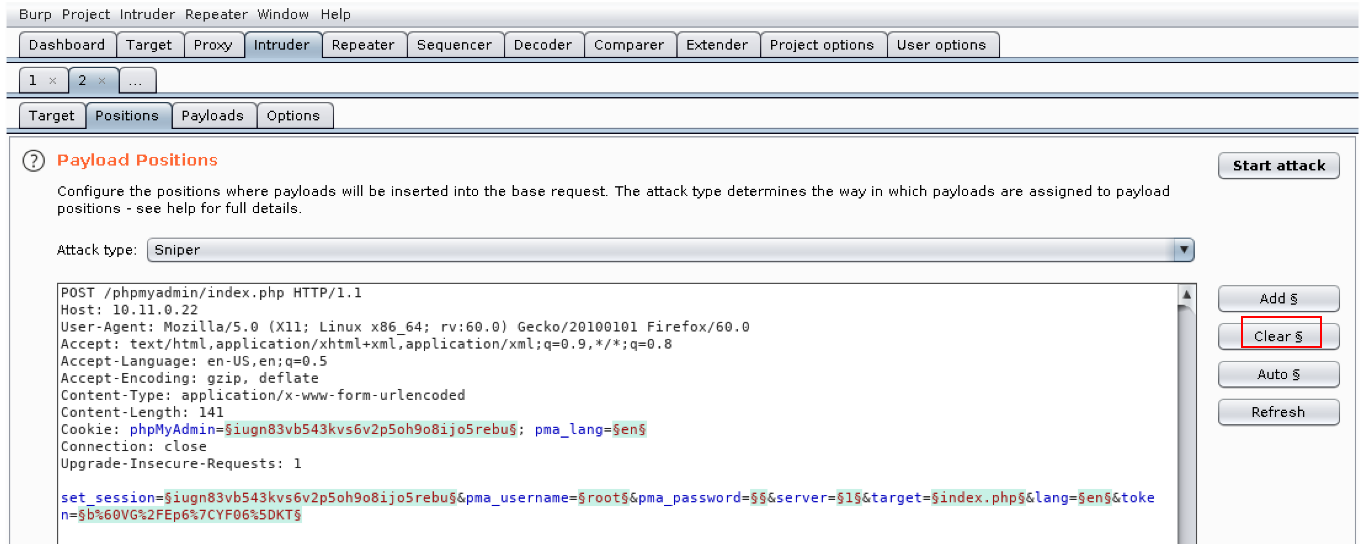 Burp Project Intruder Repeater Window Help
Dashboard Target Proxy Intruder Repeater Sequencer Decoder Comparer Extender Project options User options
1 × 2 × ...
Target Positions Payloads Options
? Payload Positions
Start attack
Configure the positions where payloads will be inserted into the base request. The attack type determines the way in which payloads are assigned to payload
positions - see help for full details.
Attack type: Sniper
POST /phpmyadmin/index.php HTTP/1.1
Host: 10.11.0.22
User-Agent: Mozilla/5.0 (X11; Linux x86_64; rv:60.0) Gecko/20100101 Firefox/60.0
Accept: text/html,application/xhtml+xml,application/xml;q=0.9,*/*;q=0.8
Accept-Language: en-US,en;q=0.5
Accept-Encoding: gzip, deflate
Content-Type: application/x-www-form-urlencoded
Content-Length: 141
Cookie: phpMyAdmin=§iugn83vb543kvs6v2p5oh9o8ijo5rebu§; pma_lang=§en§
Connection: close
Upgrade-Insecure-Requests: 1
set_session=§iugn83vb543kvs6v2p5oh9o8ijo5rebu§&pma_username=§root§&pma_password=§§&server=§1§&target=§index.php§&lang=§en§&toke
n=§b%60VG%2FEp6%7CYF06%5DKT§
Add §
Clear §
Auto §
Refresh